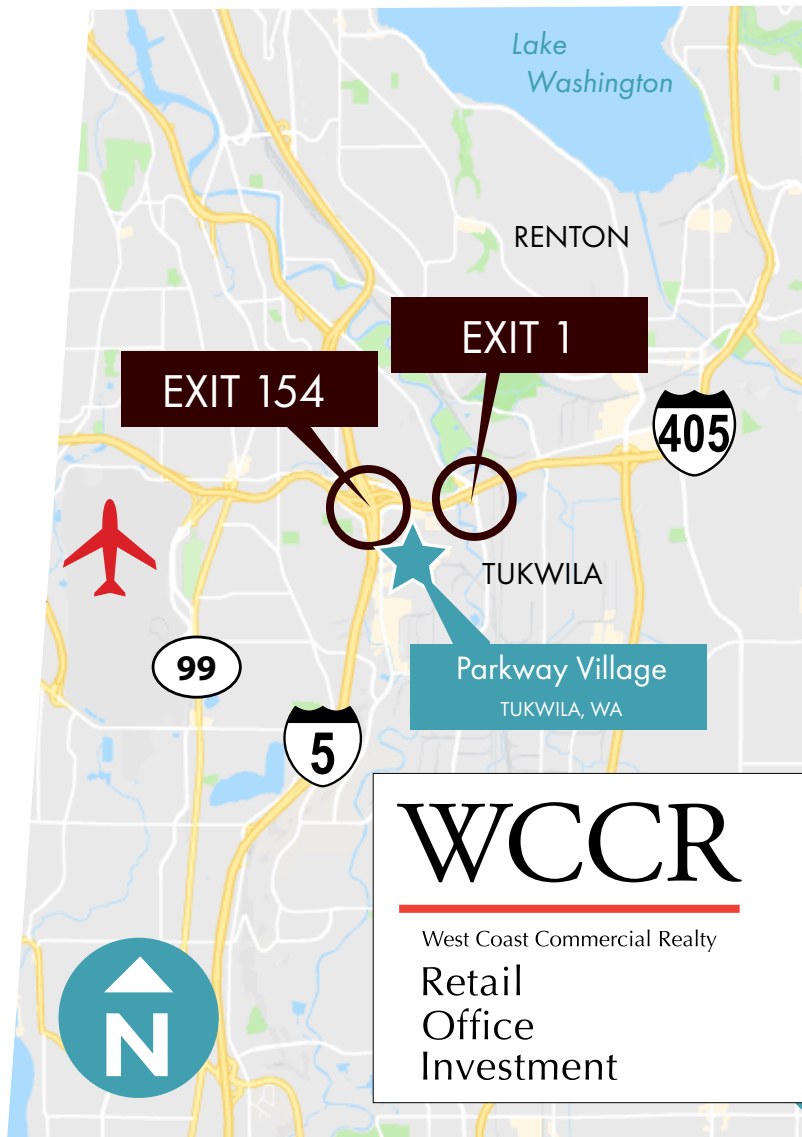 Lake
Washington
RENTON
EXIT 1
EXIT 154
405
TUKWILA
99
Parkway Village
TUKWILA, WA
5
WCCR
West Coast Commercial Realty
Retail
Office
Investment
N